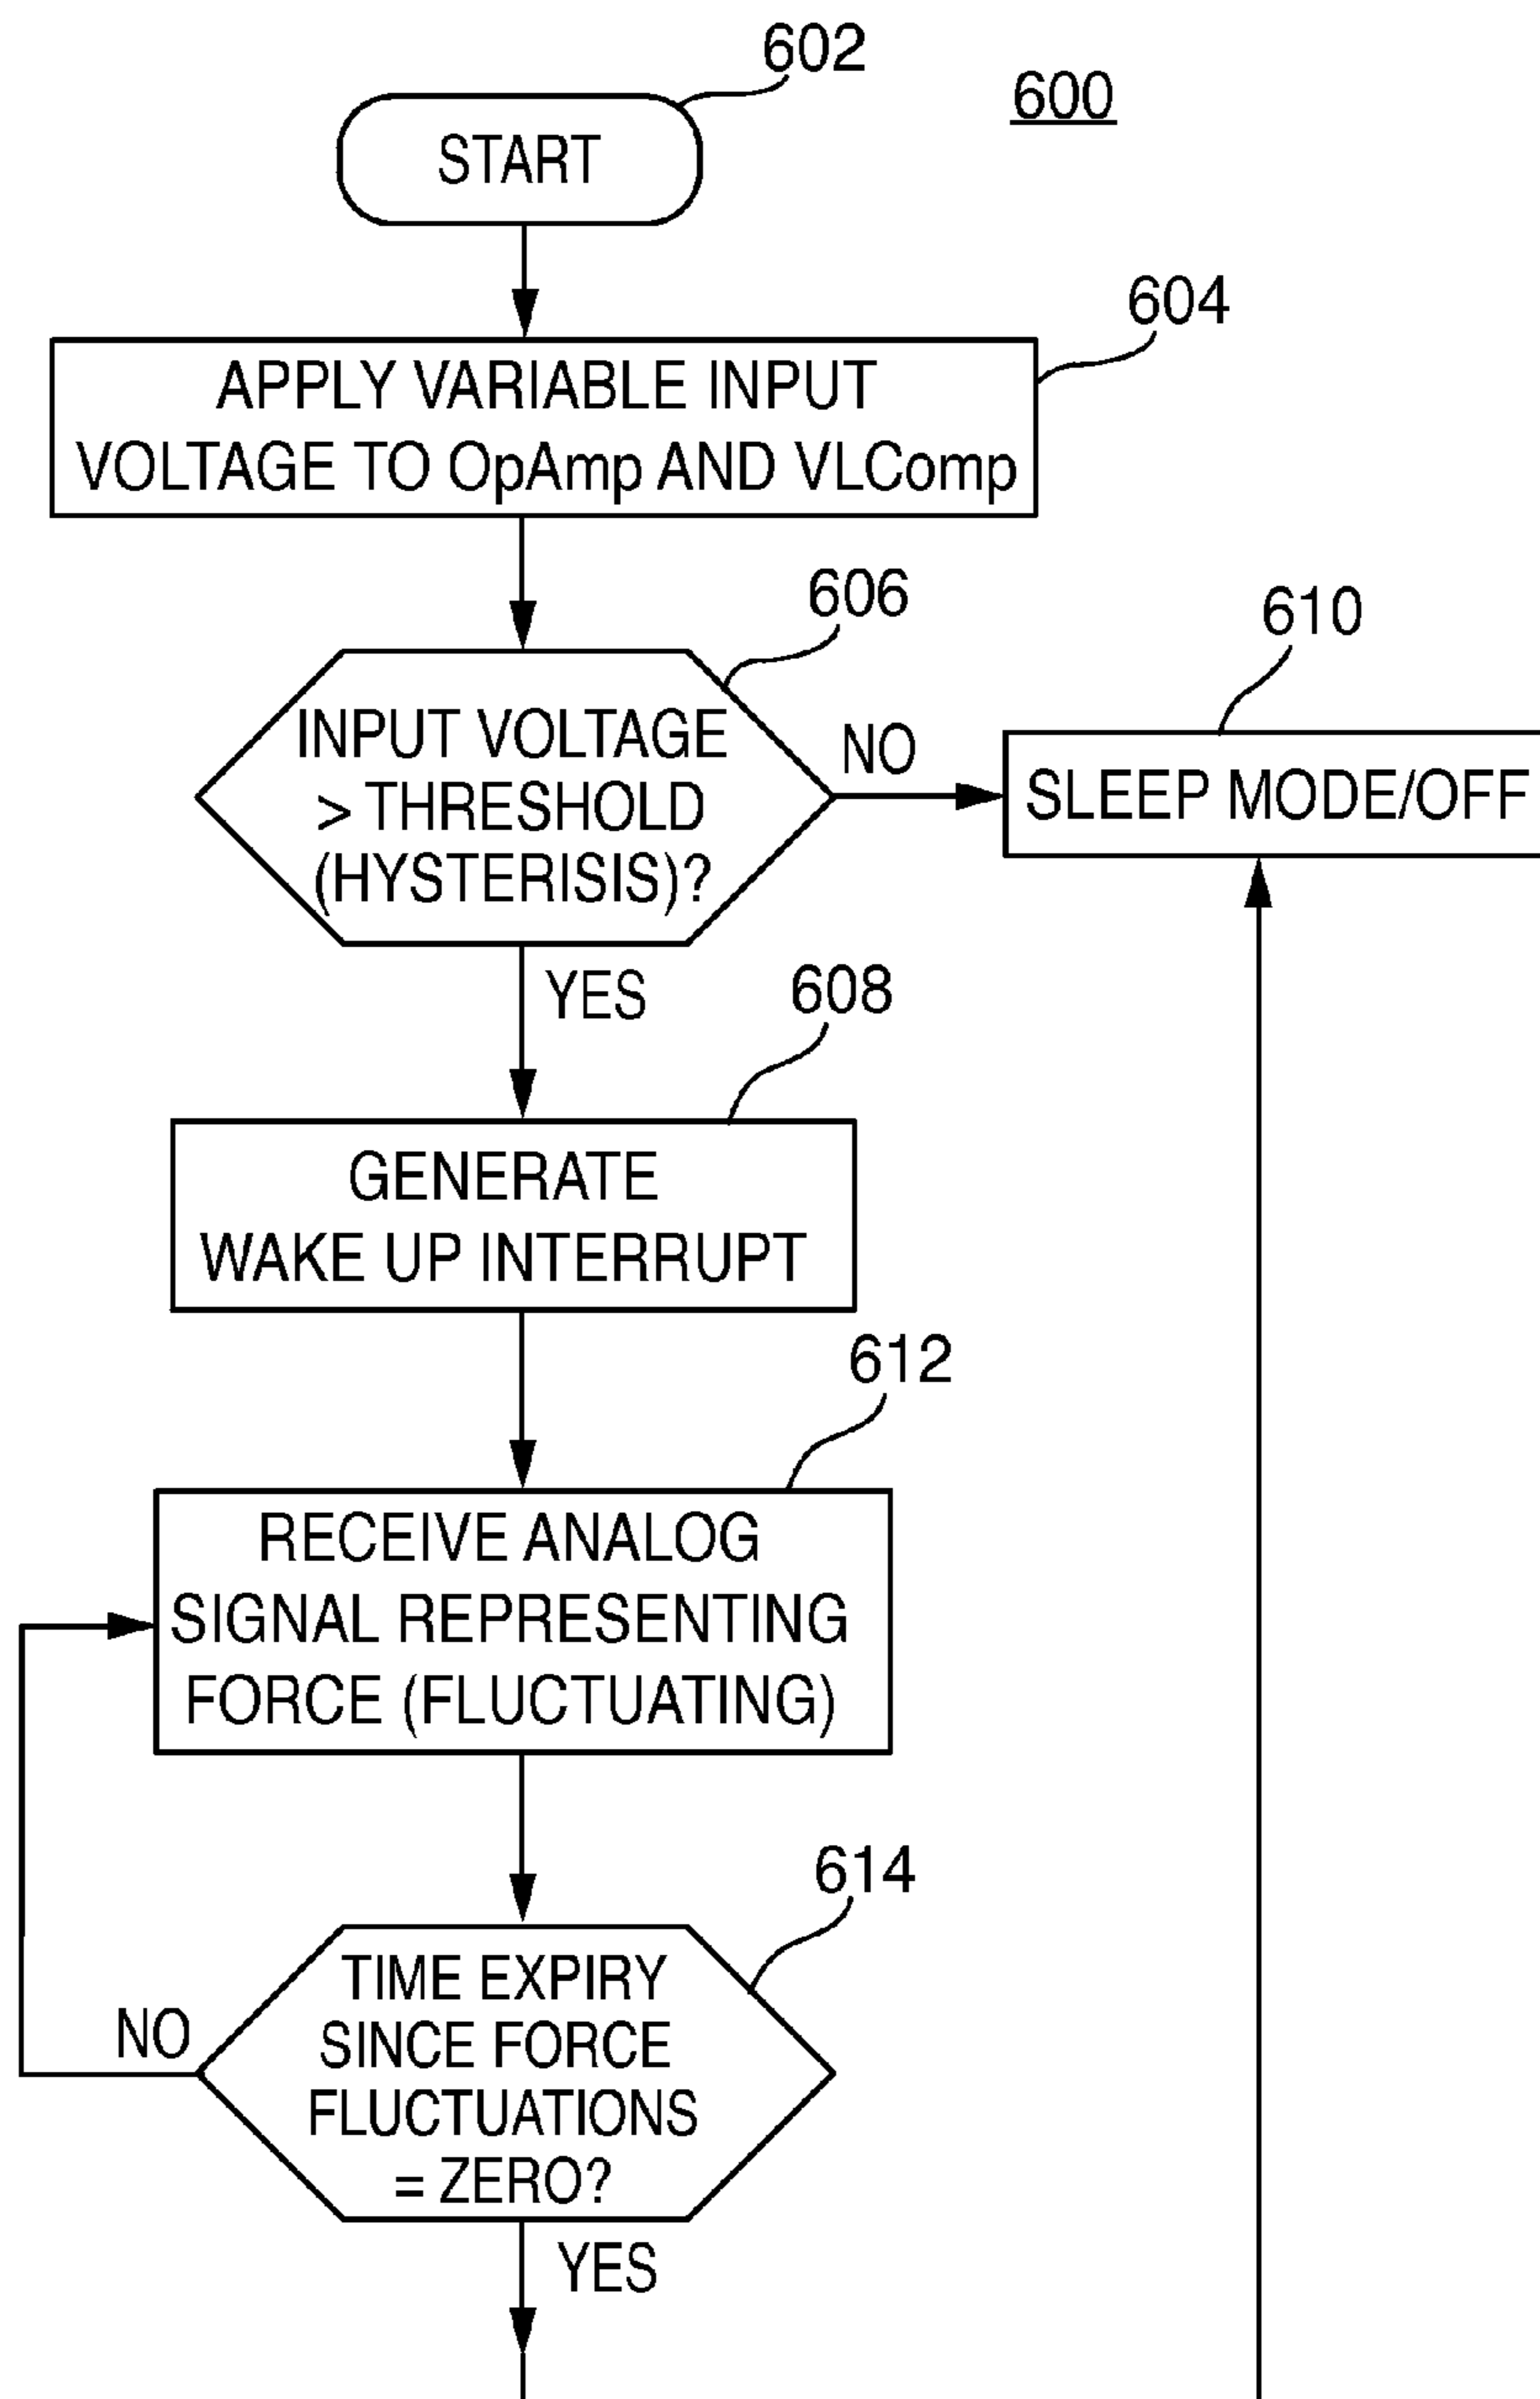 602
600
START
604
APPLY VARIABLE INPUT
VOLTAGE TO OpAmp AND VLComp
606
610
INPUT VOLTAGE
> THRESHOLD
(HYSTERISIS)?
NO
SLEEP MODE/OFF
YES
608
GENERATE
WAKE UP INTERRUPT
612
RECEIVE ANALOG
SIGNAL REPRESENTING
FORCE (FLUCTUATING)
614
TIME EXPIRY
SINCE FORCE
FLUCTUATIONS
= ZERO?
NO
YES